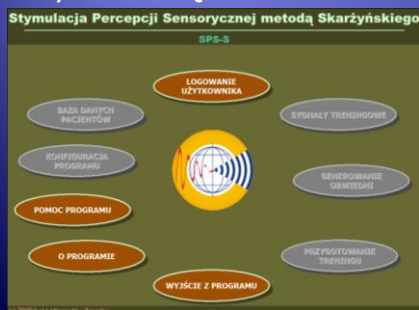 Stymulacja Percepcji Sensorycznej metodą Skarżyńskiego
SPS-S
LOGOWANIE
UŻYTKOWNIKA
BAZA DANYCH
PACJENTÓW
SYGNAŁY TRENINGOWE
KONFIGURACJA
PROGRAMU
GENEROWANIE
OBWIEDNI
POMOC PROGRAMU
O PROGRAMIE
PRZYGOTOWANIE
TRENINGU
WYJŚCIE Z PROGRAMU